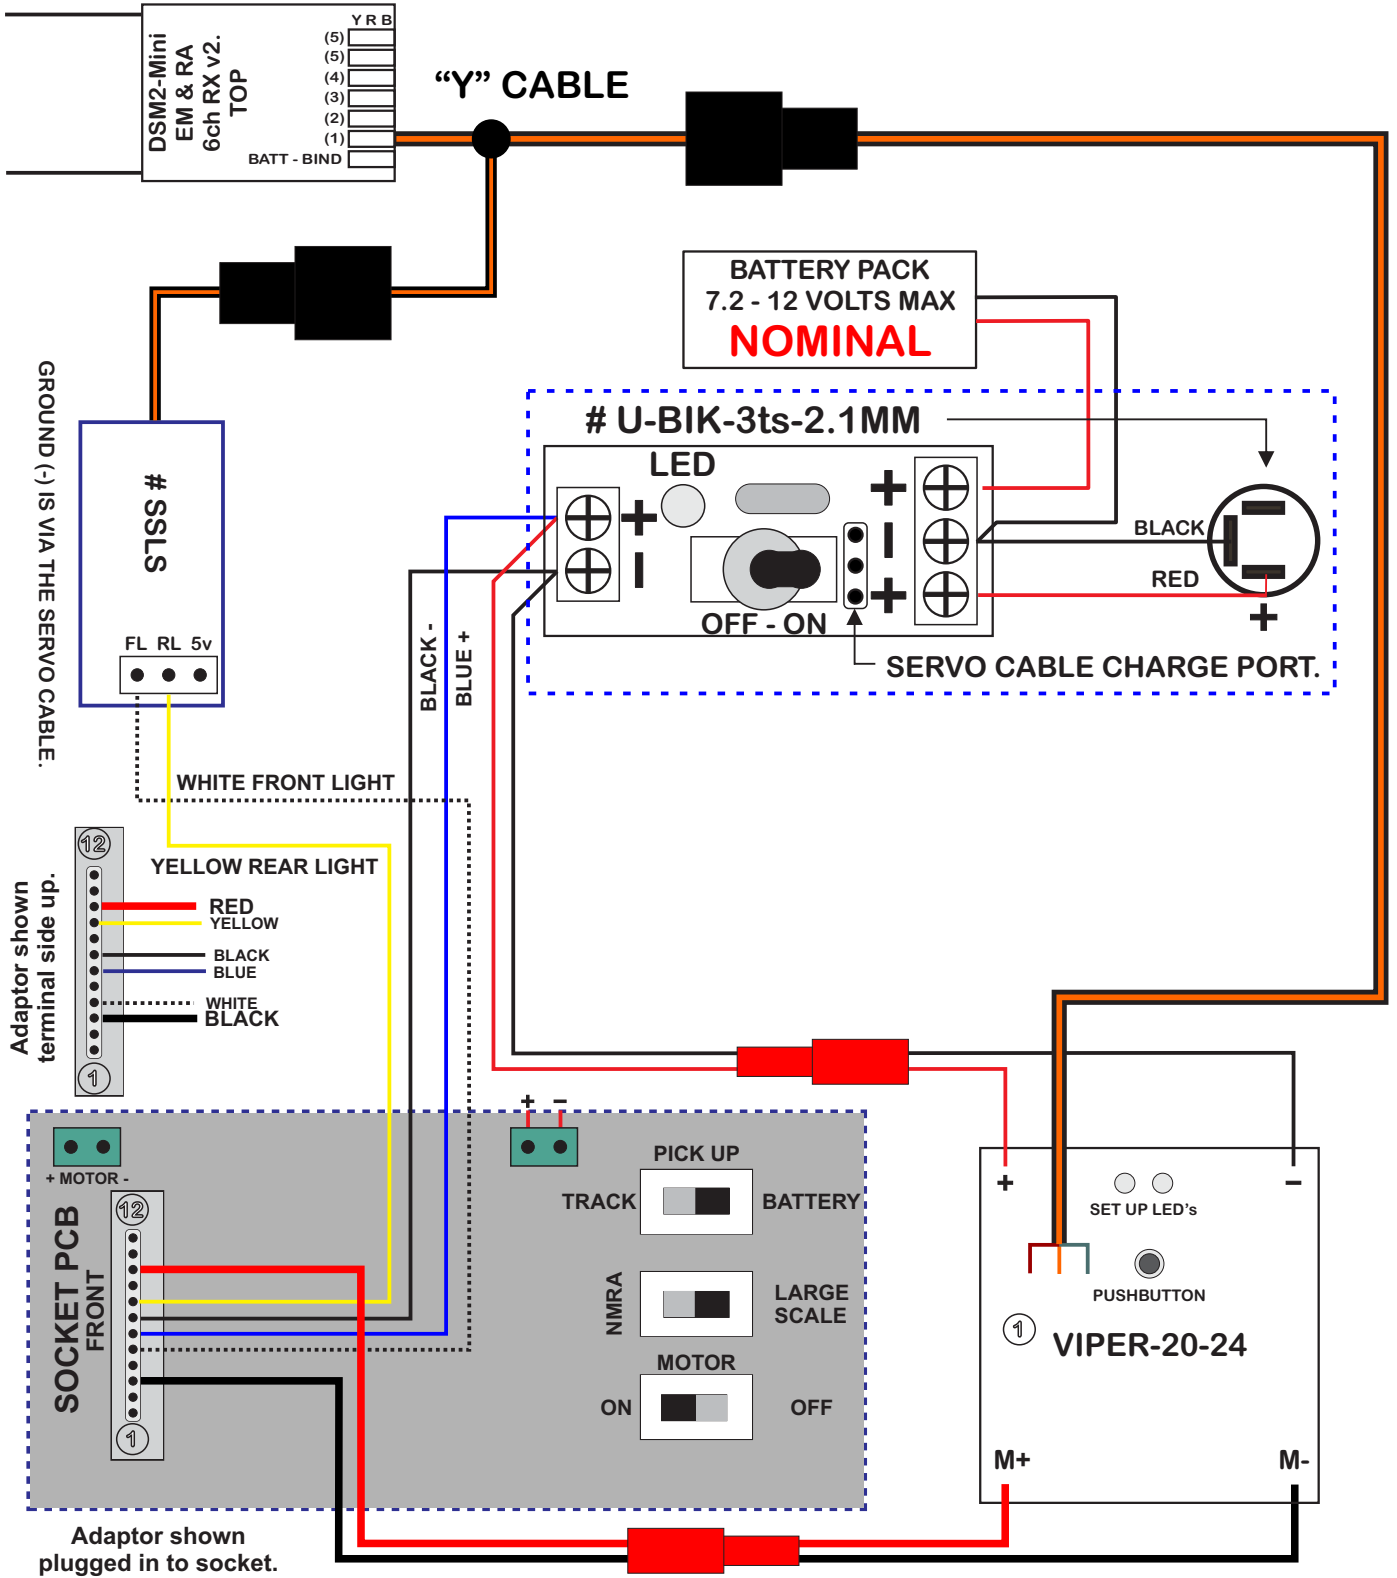 DSM2-Mini
EM & RA
6ch RX v2.
TOP
Y R B
(5)
(5)
(4)
(3)
(2)
(1)
BATT - BIND
“Y” CABLE
BATTERY PACK
7.2 - 12 VOLTS MAX
NOMINAL
GROUND (-) IS VIA THE SERVO CABLE.
# SSLS
FL RL 5v
# U-BIK-3ts-2.1MM
LED
+
-
+
-
+
OFF - ON
BLACK
RED
+
SERVO CABLE CHARGE PORT.
BLACK -
BLUE +
WHITE FRONT LIGHT
YELLOW REAR LIGHT
Adaptor shown
terminal side up.
12
RED
YELLOW
BLACK
BLUE
WHITE
BLACK
1
+ -
+ MOTOR -
SOCKET PCB
FRONT
12
1
PICK UP
TRACK
BATTERY
NMRA
LARGE
SCALE
MOTOR
ON
OFF
Adaptor shown
plugged in to socket.
+
-
SET UP LED's
PUSHBUTTON
1
VIPER-20-24
M+
M-